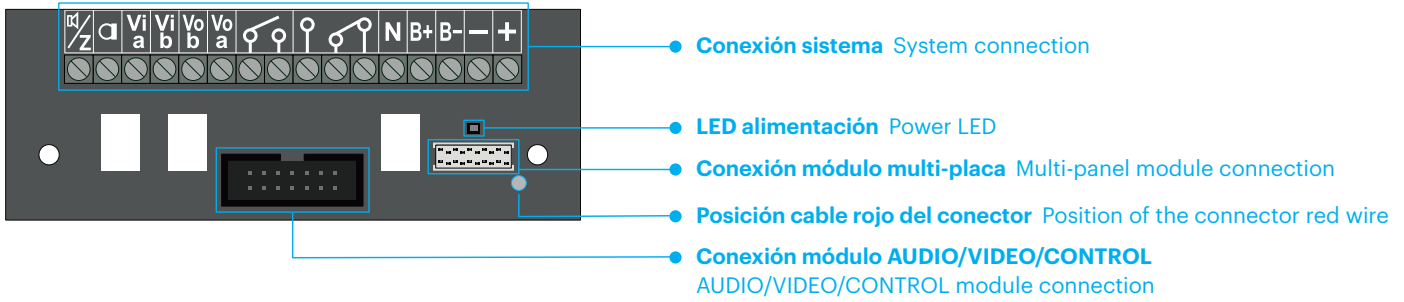 /Z Vi a Vi b Vo b Vo a N B+ B- — +
Conexión sistema System connection
LED alimentación Power LED
Conexión módulo multi-placa Multi-panel module connection
Posición cable rojo del conector Position of the connector red wire
Conexión módulo AUDIO/VIDEO/CONTROL
AUDIO/VIDEO/CONTROL module connection